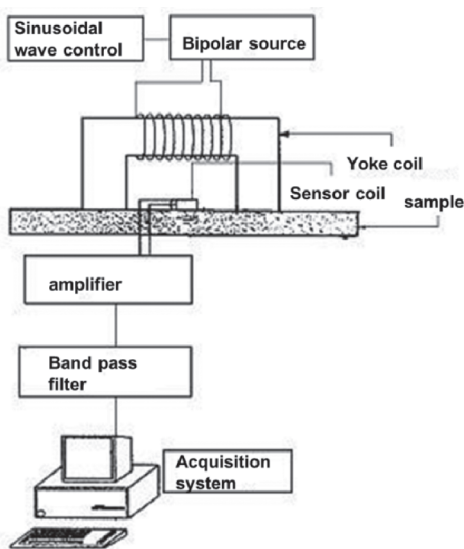 Sinusoidal
wave control
Bipolar source
Yoke coil
Sensor coil
sample
amplifier
Band pass
filter
Acquisition
system